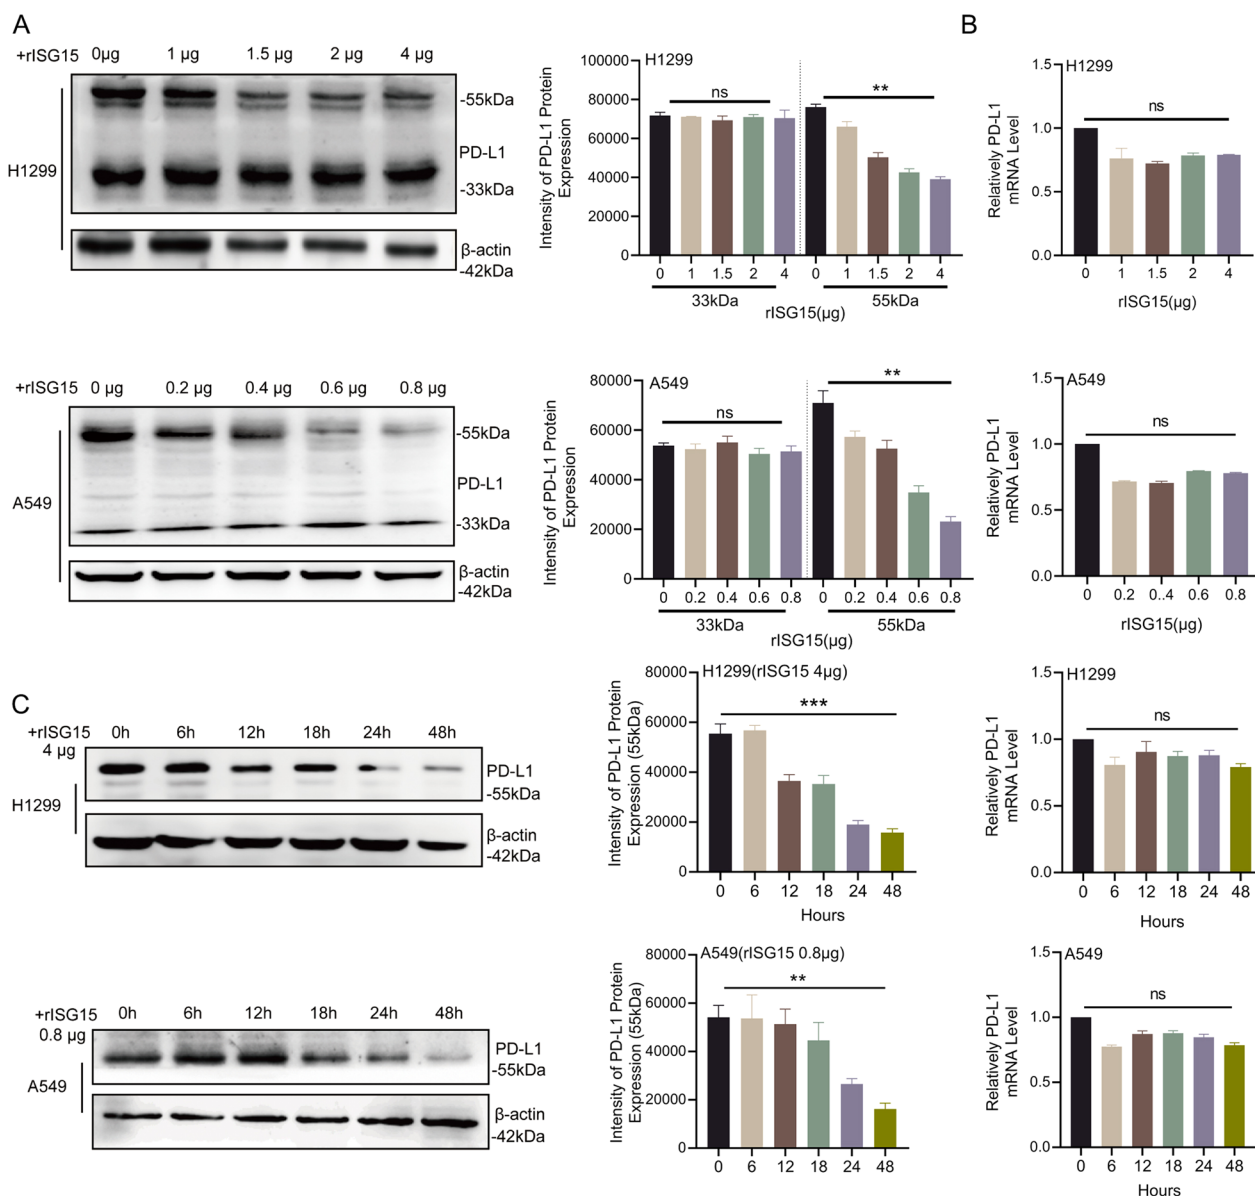 A
+rISG15 0µg 1 µg 1.5 µg 2 µg 4 µg
-55kDa
PD-L1
H1299
-33kDa
β-actin
-42kDa
H1299
Intensity of PD-L1 Protein
Expression
100000
80000
60000
40000
20000
0
ns
**
0 1 1.5 2 4 0 1 1.5 2 4
33kDa 55kDa
rISG15(µg)
B
H1299
Relatively PD-L1
mRNA Level
1.5
1.0
0.5
0.0
ns
0 1 1.5 2 4
rISG15(µg)
+rISG15 0 µg 0.2 µg 0.4 µg 0.6 µg 0.8 µg
-55kDa
PD-L1
A549
-33kDa
β-actin
-42kDa
A549
Intensity of PD-L1 Protein
Expression
80000
60000
40000
20000
0
ns
**
0 0.2 0.4 0.6 0.8 0 0.2 0.4 0.6 0.8
33kDa 55kDa
rISG15(µg)
A549
Relatively PD-L1
mRNA Level
1.5
1.0
0.5
0.0
ns
0 0.2 0..4 0.6 0.8
rISG15(µg)
C
+rISG15 0h 6h 12h 18h 24h 48h
4 µg
PD-L1
-55kDa
H1299
β-actin
-42kDa
H1299(rISG15 4µg)
Intensity of PD-L1 Protein
Expression (55kDa)
80000
60000
40000
20000
0
***
0 6 12 18 24 48
Hours
H1299
Relatively PD-L1
mRNA Level
1.5
1.0
0.5
0.0
ns
0 6 12 18 24 48
Hours
+rISG15 0h 6h 12h 18h 24h 48h
0.8 µg
PD-L1
-55kDa
A549
β-actin
-42kDa
A549(rISG15 0.8µg)
Intensity of PD-L1 Protein
Expression (55kDa)
80000
60000
40000
20000
0
**
0 6 12 18 24 48
Hours
A549
Relatively PD-L1
mRNA Level
1.5
1.0
0.5
0.0
ns
0 6 12 18 24 48
Hours